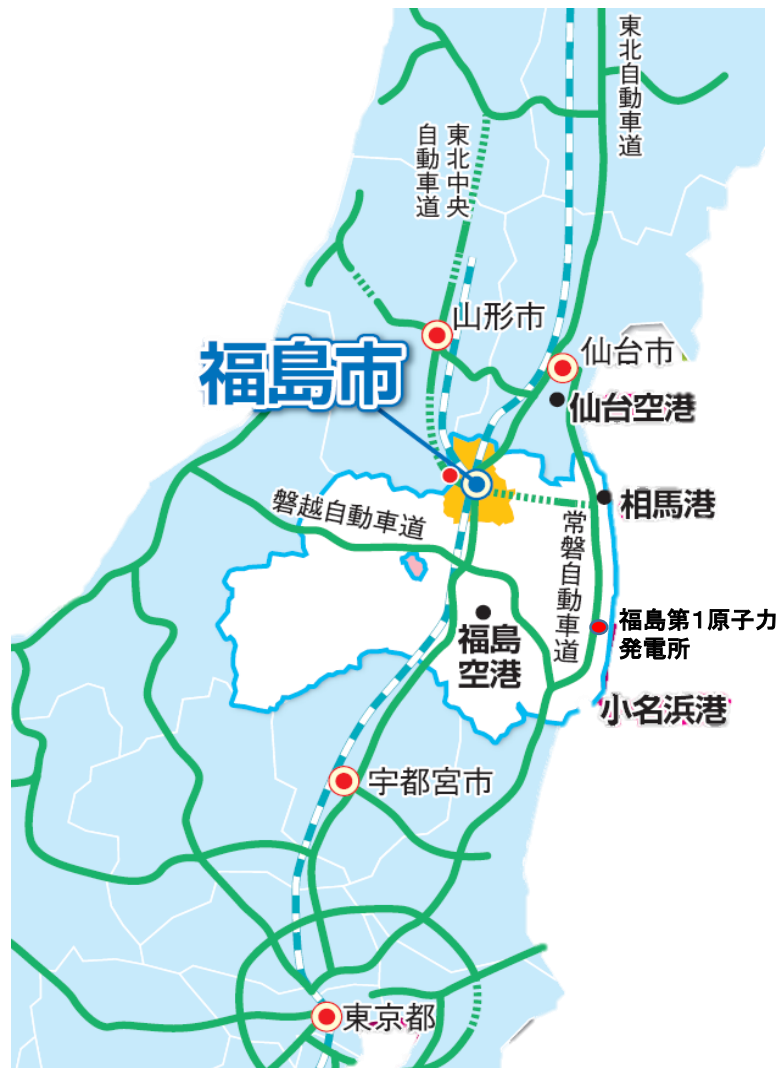 東北自動車道
東北中央
自動車道
山形市
福島市
仙台市
仙台空港
磐越自動車道
相馬港
常磐自動車道
福島第1原子力
発電所
福島
空港
小名浜港
宇都宮市
東京都